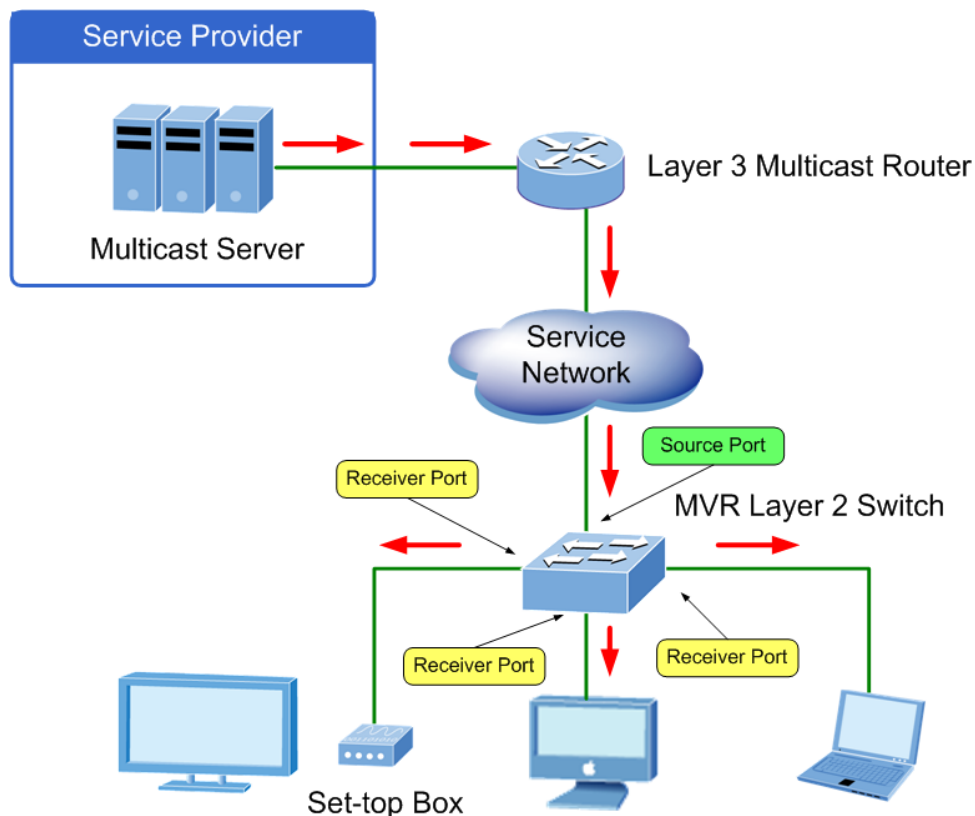 Service Provider
Multicast Server
Layer 3 Multicast Router
Service
Network
Source Port
Receiver Port
MVR Layer 2 Switch
Receiver Port
Receiver Port
Set-top Box